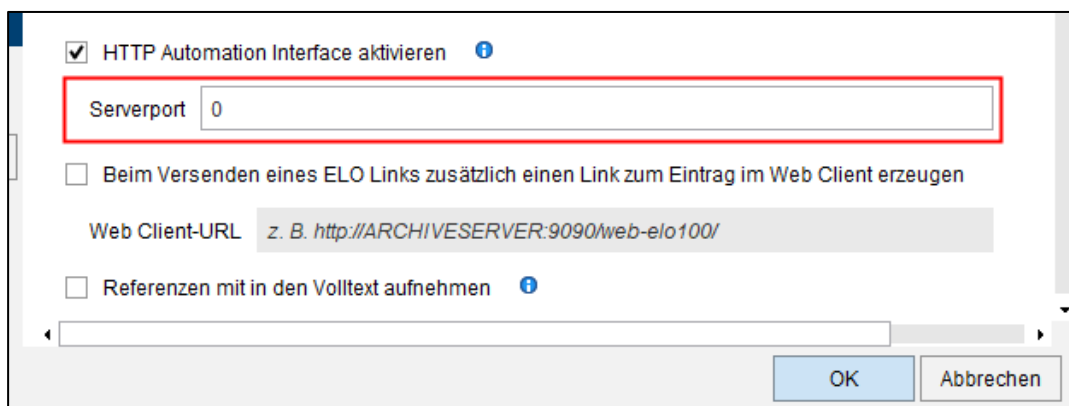 HTTP Automation Interface aktivieren
Serverport 0
Beim Versenden eines ELO Links zusätzlich einen Link zum Eintrag im Web Client erzeugen
Web Client-URL z. B. http://ARCHIVESERVER:9090/web-elo100/
Referenzen mit in den Volltext aufnehmen
OK Abbrechen